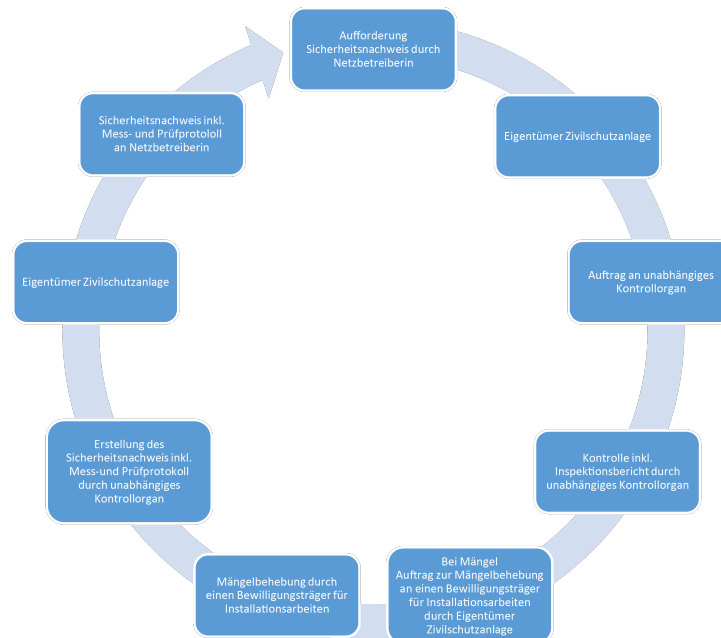 Aufforderung
Sicherheitsnachweis durch
Netzbetreiberin
Eigentümer Zivilschutzanlage
Auftrag an unabhängiges
Kontrollorgan
Kontrolle inkl.
Inspektionsbericht durch
unabhängiges Kontrollorgan
Bei Mängel
Auftrag zur Mängelbehebung
an einen Bewilligungsträger
für Installationsarbeiten
durch Eigentümer
Zivilschutzanlage
Mängelbehebung durch
einen Bewilligungsträger für
Installationsarbeiten
Erstellung des
Sicherheitsnachweis inkl.
Mess-und Prüfprotokoll
durch unabhängiges
Kontrollorgan
Eigentümer Zivilschutzanlage
Sicherheitsnachweis inkl.
Mess- und Prüfprotololl
an Netzbetreiberin